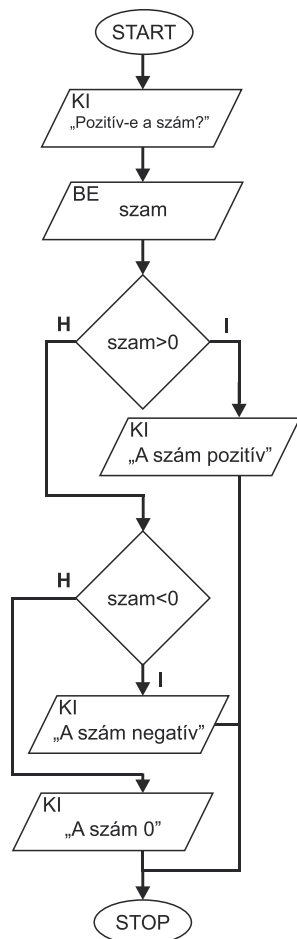 START
KI
„Pozitív-e a szám?”
BE
szam
H
I
szam>0
KI
„A szám pozitív”
H
szam<0
I
KI
„A szám negatív”
KI
„A szám 0”
STOP